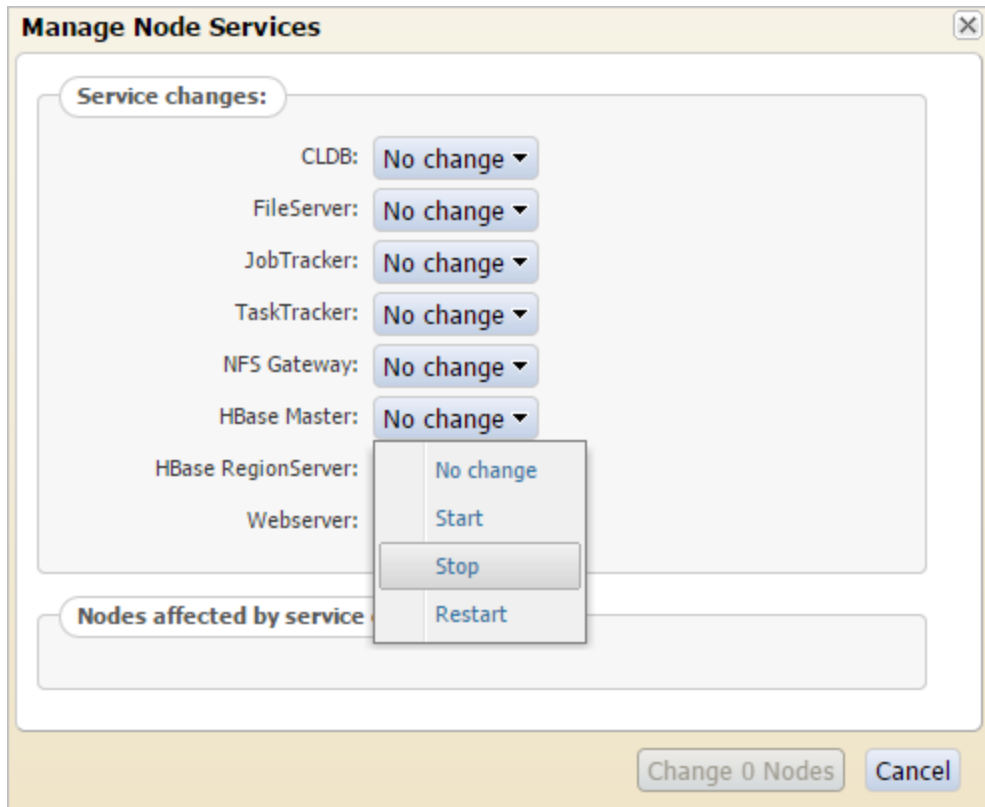 Manage Node Services
Service changes:
CLDB: No change
FileServer: No change
JobTracker: No change
TaskTracker: No change
NFS Gateway: No change
HBase Master: No change
HBase RegionServer:
Webserver:
No change
Start
Stop
Restart
Nodes affected by service
Change 0 Nodes Cancel